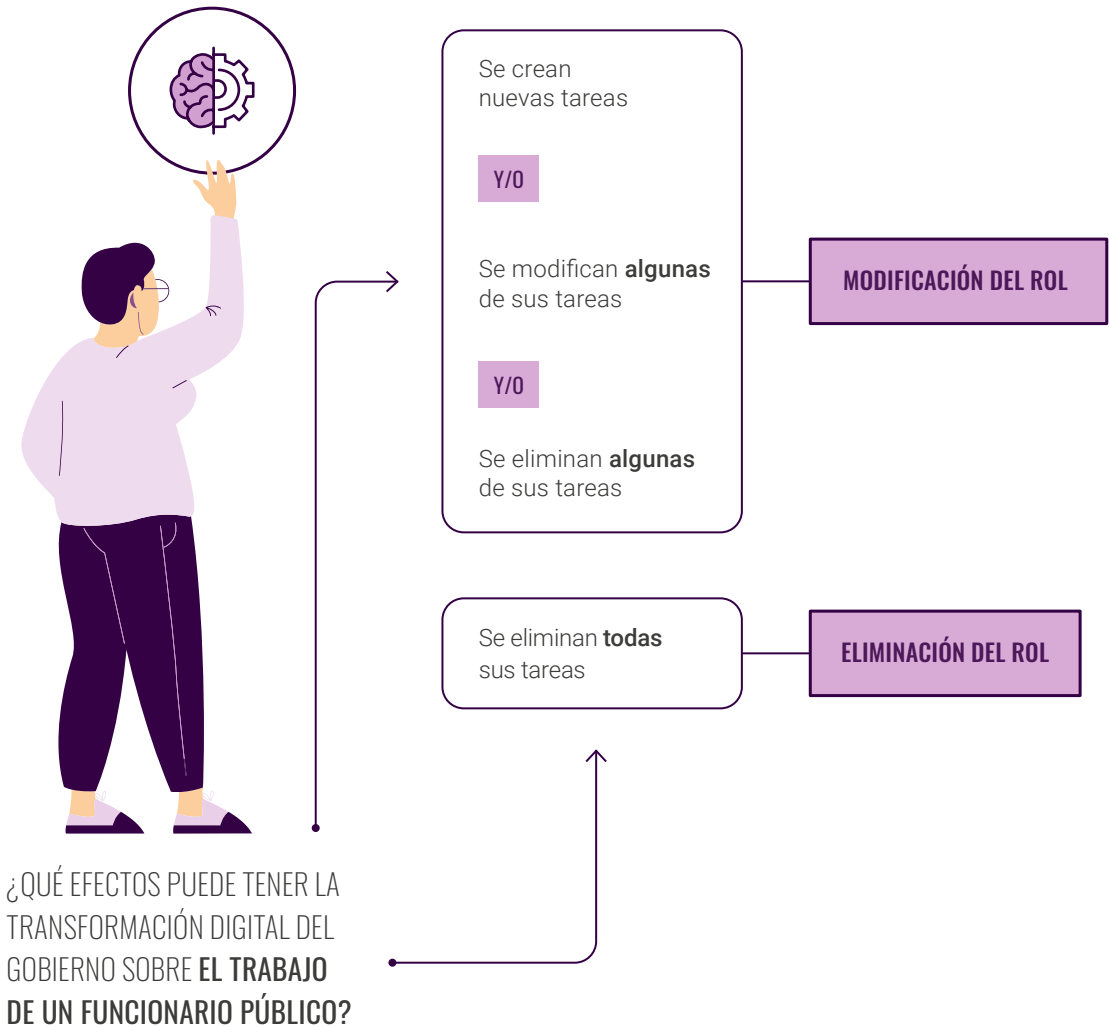 Se crean
nuevas tareas
Y/O
Se modifican algunas
de sus tareas
Y/O
Se eliminan algunas
de sus tareas
MODIFICACIÓN DEL ROL
Se eliminan todas
sus tareas
ELIMINACIÓN DEL ROL
¿QUÉ EFECTOS PUEDE TENER LA
TRANSFORMACIÓN DIGITAL DEL
GOBIERNO SOBRE EL TRABAJO
DE UN FUNCIONARIO PÚBLICO?